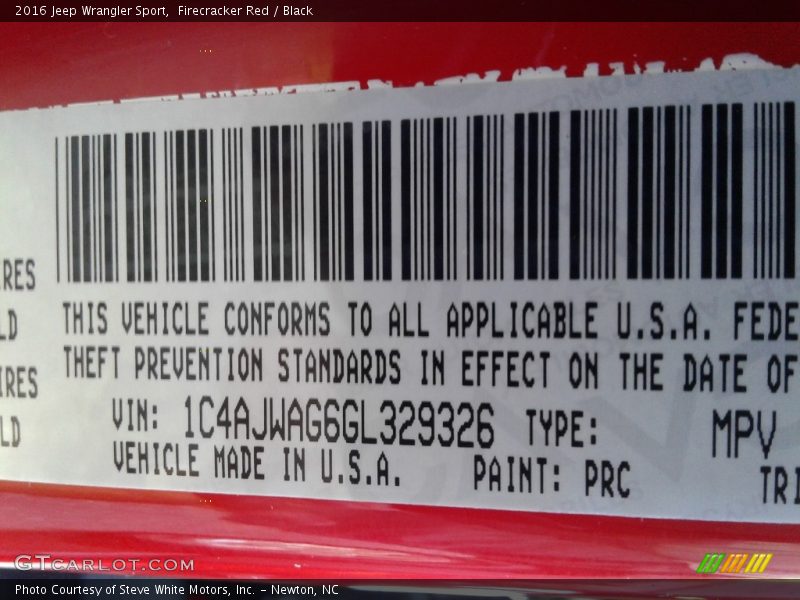 2016 Jeep Wrangler Sport,  Firecracker Red / Black
IRES
LD
THIS VEHICLE CONFORMS TO ALL APPLICABLE U.S.A. FEDE
THEFT PREVENTION STANDARDS IN EFFECT ON THE DATE OF
IRES
LD
VIN: 1C4AJWAG6GL329326 TYPE: MPV
VEHICLE MADE IN U.S.A. PAINT: PRC TRI
GTCARLOT.COM
Photo Courtesy of Steve White Motors, Inc. – Newton, NC